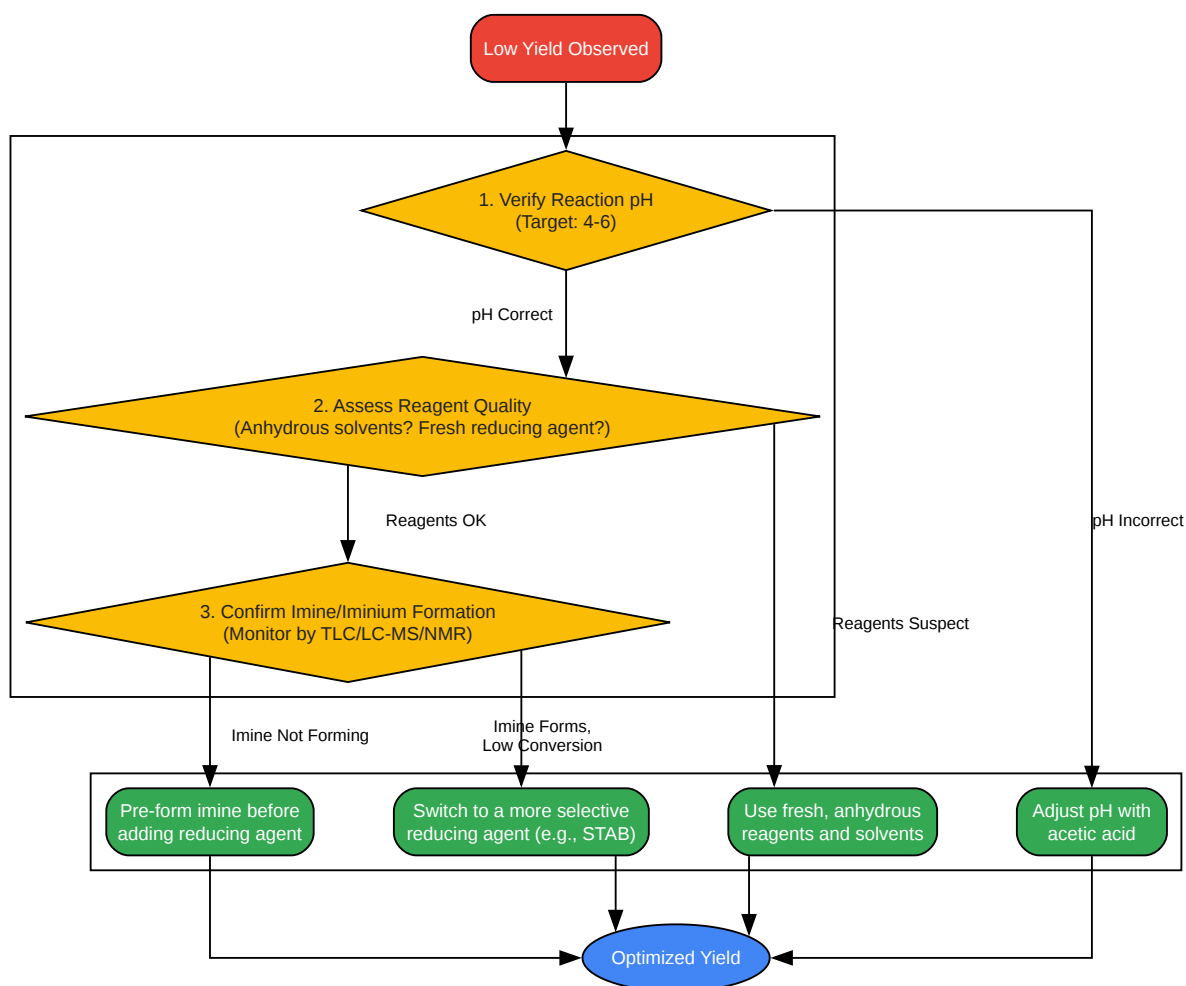 Low Yield Observed
1. Verify Reaction pH
(Target: 4-6)
pH Correct
2. Assess Reagent Quality
(Anhydrous solvents? Fresh reducing agent?)
Reagents OK
pH Incorrect
3. Confirm Imine/Iminium Formation
(Monitor by TLC/LC-MS/NMR)
Reagents Suspect
Imine Not Forming
Imine Forms,
Low Conversion
Pre-form imine before
adding reducing agent
Switch to a more selective
reducing agent (e.g., STAB)
Use fresh, anhydrous
reagents and solvents
Adjust pH with
acetic acid
Optimized Yield